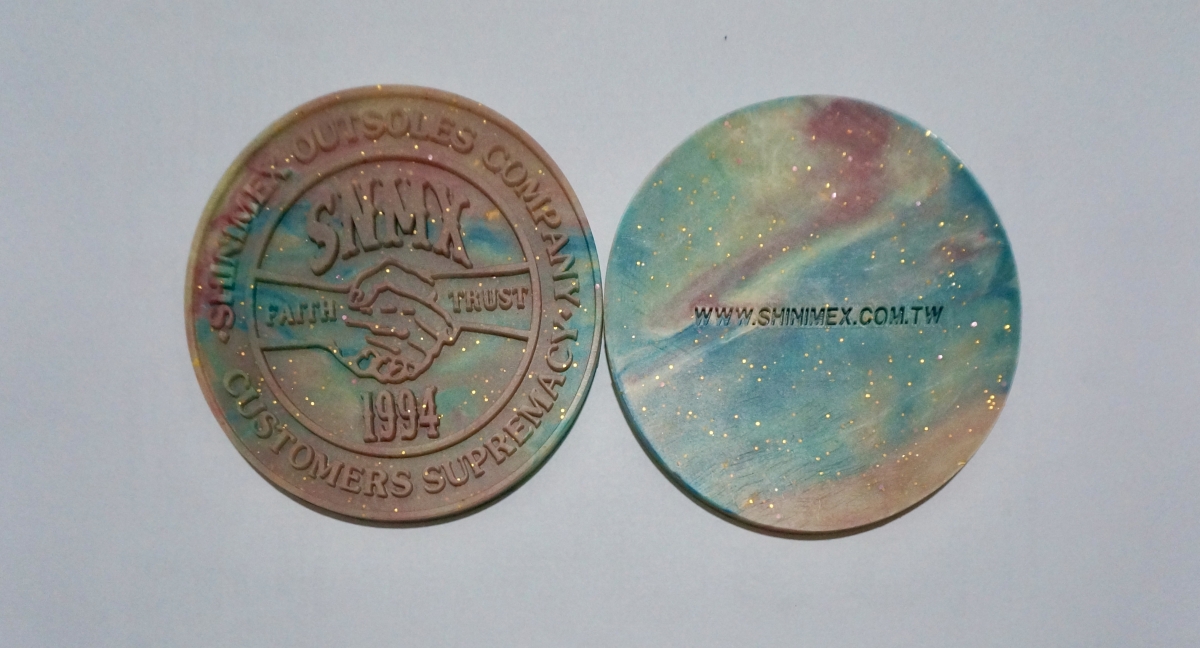 SHINIMEX OUTSOLES COMPANY
SNMX
FAITH TRUST
1994
CUSTOMERS SUPREMACY
WWW.SHINIMEX.COM.TW